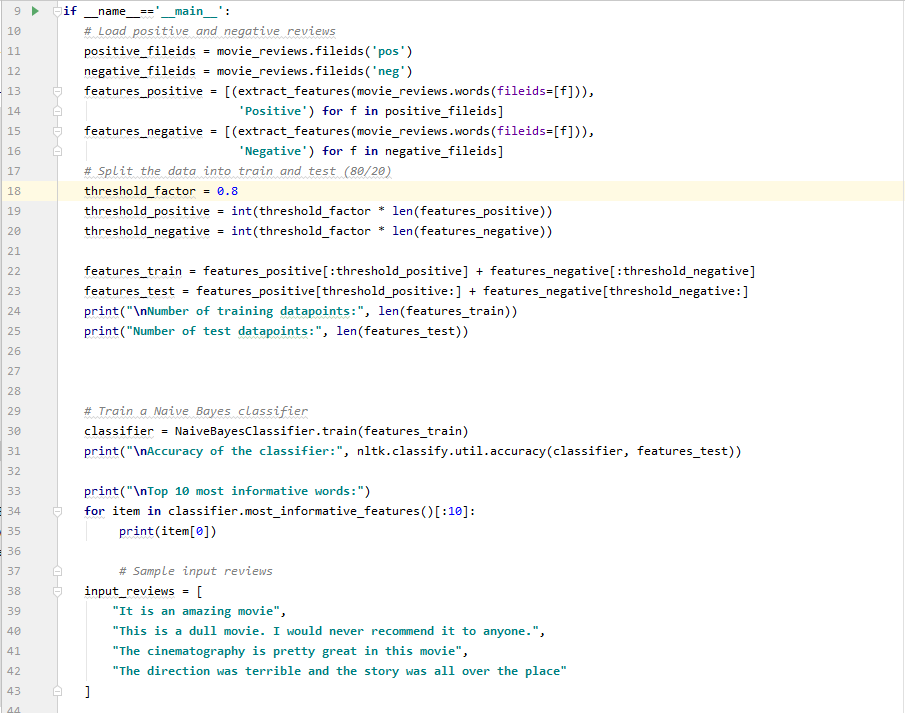 9 if __name__=='__main__':
10 # Load positive and negative reviews
11 positive_fileids = movie_reviews.fileids('pos')
12 negative_fileids = movie_reviews.fileids('neg')
13 features_positive = [(extract_features(movie_reviews.words(fileids=[f])),
14 'Positive') for f in positive_fileids]
15 features_negative = [(extract_features(movie_reviews.words(fileids=[f])),
16 'Negative') for f in negative_fileids]
17 # Split the data into train and test (80/20)
18 threshold_factor = 0.8
19 threshold_positive = int(threshold_factor * len(features_positive))
20 threshold_negative = int(threshold_factor * len(features_negative))
21
22 features_train = features_positive[:threshold_positive] + features_negative[:threshold_negative]
23 features_test = features_positive[threshold_positive:] + features_negative[threshold_negative:]
24 print("\nNumber of training datapoints:", len(features_train))
25 print("Number of test datapoints:", len(features_test))
26
27
28
29 # Train a Naive Bayes classifier
30 classifier = NaiveBayesClassifier.train(features_train)
31 print("\nAccuracy of the classifier:", nltk.classify.util.accuracy(classifier, features_test))
32
33 print("\nTop 10 most informative words:")
34 for item in classifier.most_informative_features()[:10]:
35 print(item[0])
36
37 # Sample input reviews
38 input_reviews = [
39 "It is an amazing movie",
40 "This is a dull movie. I would never recommend it to anyone.",
41 "The cinematography is pretty great in this movie",
42 "The direction was terrible and the story was all over the place"
43 ]
44